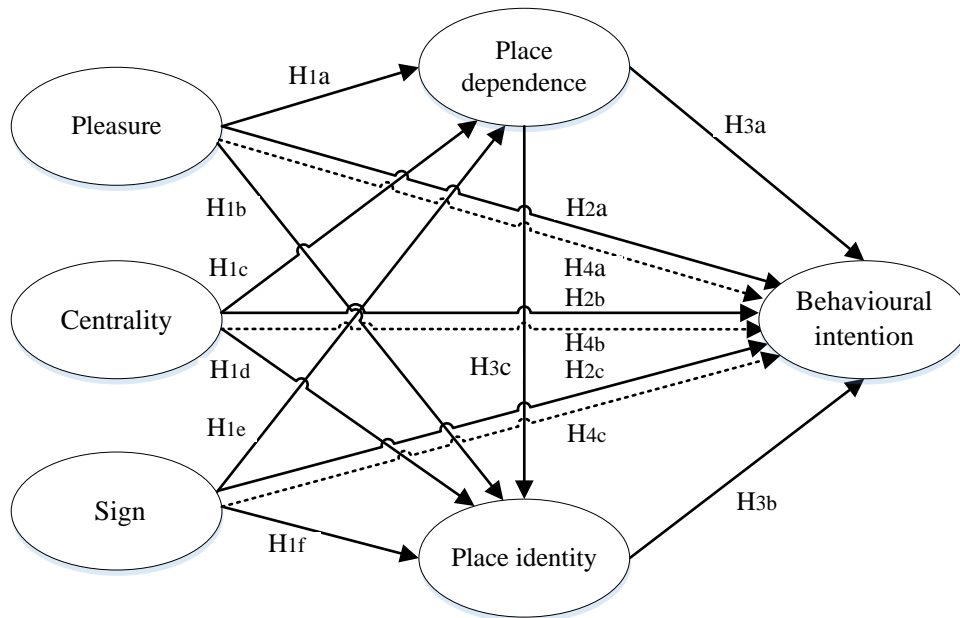 Place
dependence
H1a
Pleasure
H3a
H1b
H2a
H1c
H4a
H2b
Centrality
Behavioural
intention
H4b
H1d
H3c
H2c
H1e
H4c
Sign
H3b
H1f
Place identity